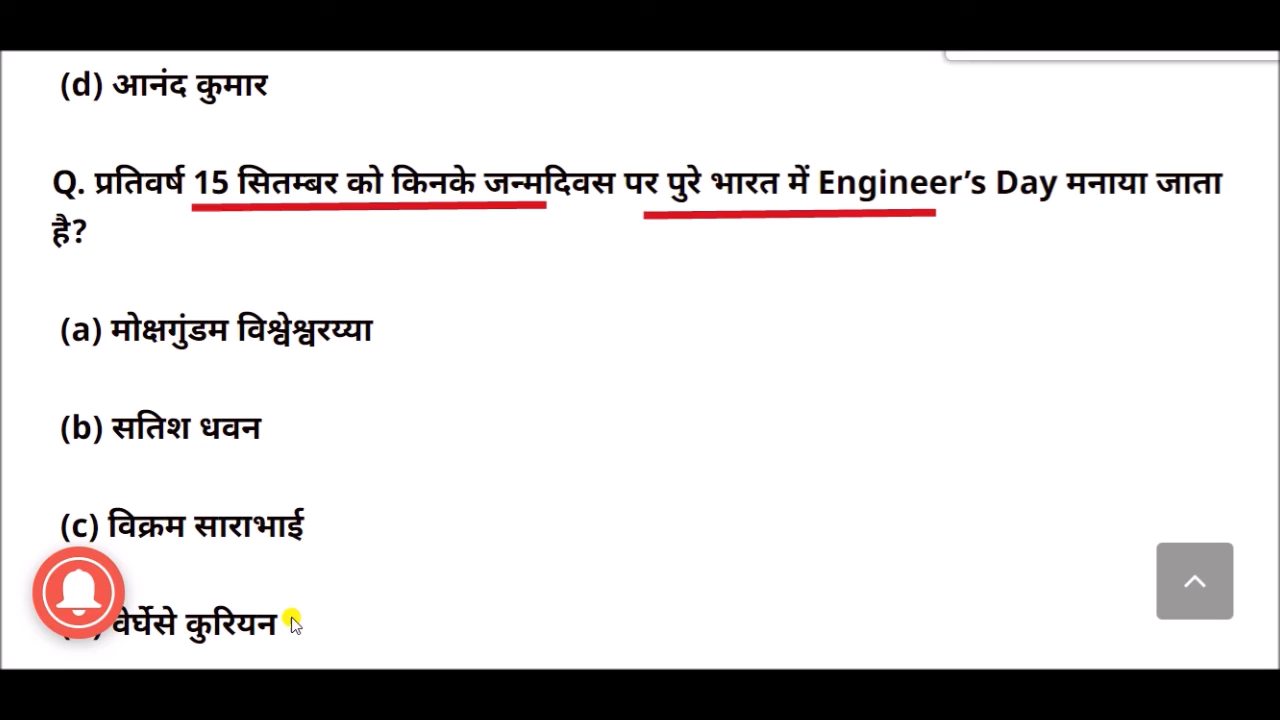 (d) आनंद कुमार
Q. प्रतिवर्ष 15 सितम्बर को किनके जन्मदिवस पर पुरे भारत में Engineer’s Day मनाया जाता
है?
(a) मोक्षगुंडम विश्वेश्वरय्या
(b) सतिश धवन
(c) विक्रम साराभाई
वेर्घेसे कुरियन